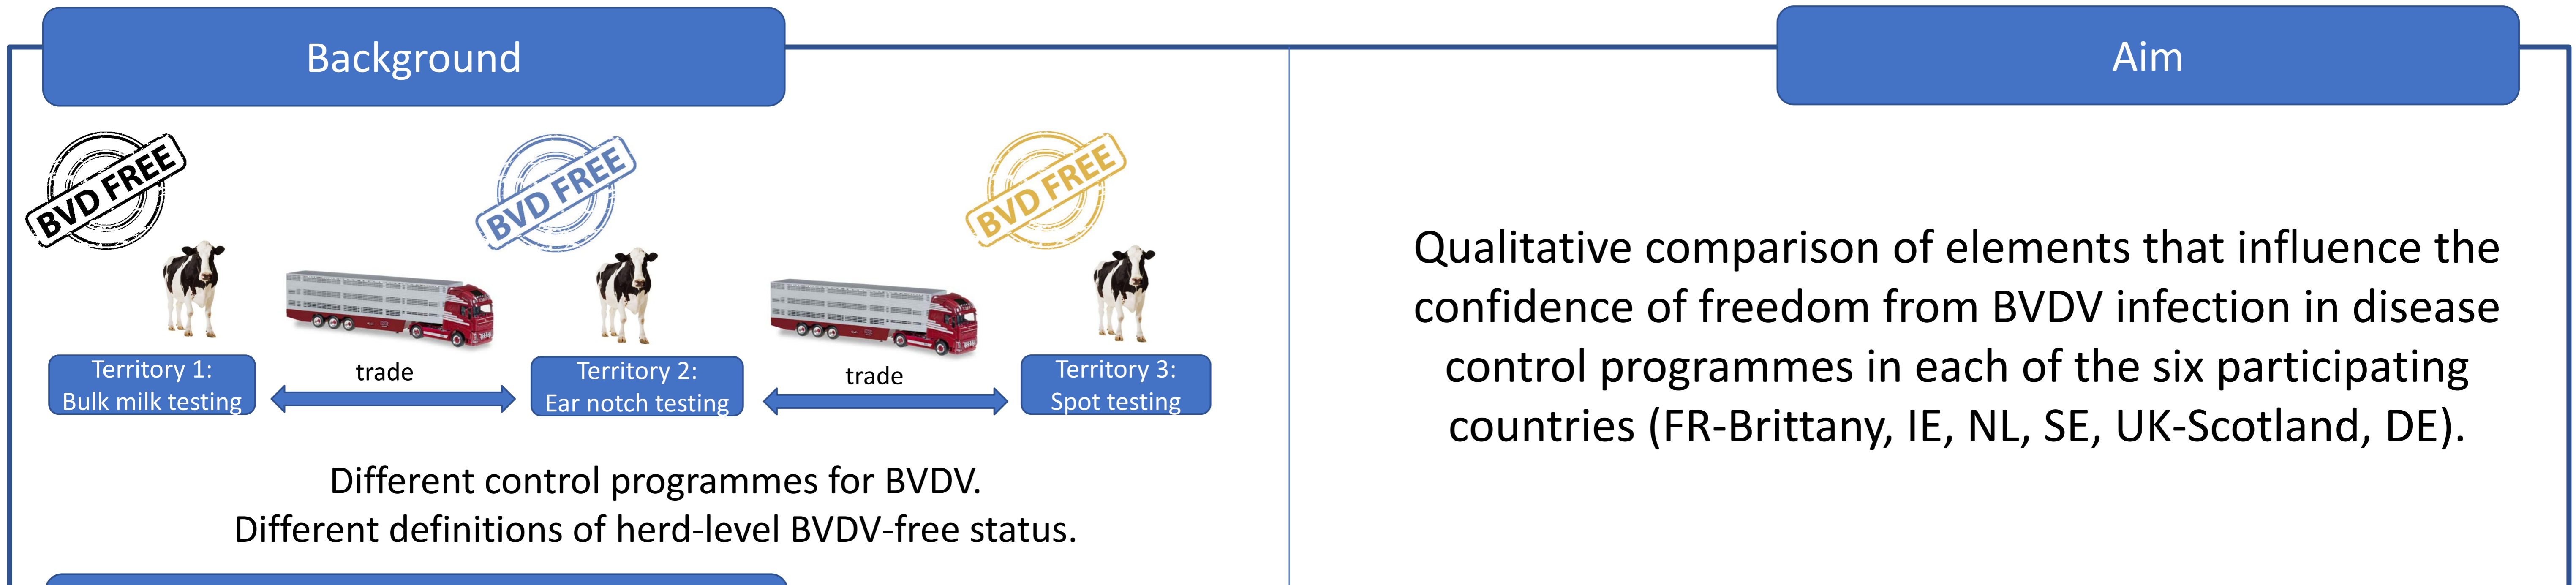 Background
BVD FREE
BVD FREE
BVD FREE
Territory 1:
Bulk milk testing
trade
Territory 2:
Ear notch testing
trade
Territory 3:
Spot testing
Different control programmes for BVDV.
Different definitions of herd-level BVDV-free status.
Aim
Qualitative comparison of elements that influence the
confidence of freedom from BVDV infection in disease
control programmes in each of the six participating
countries (FR-Brittany, IE, NL, SE, UK-Scotland, DE).